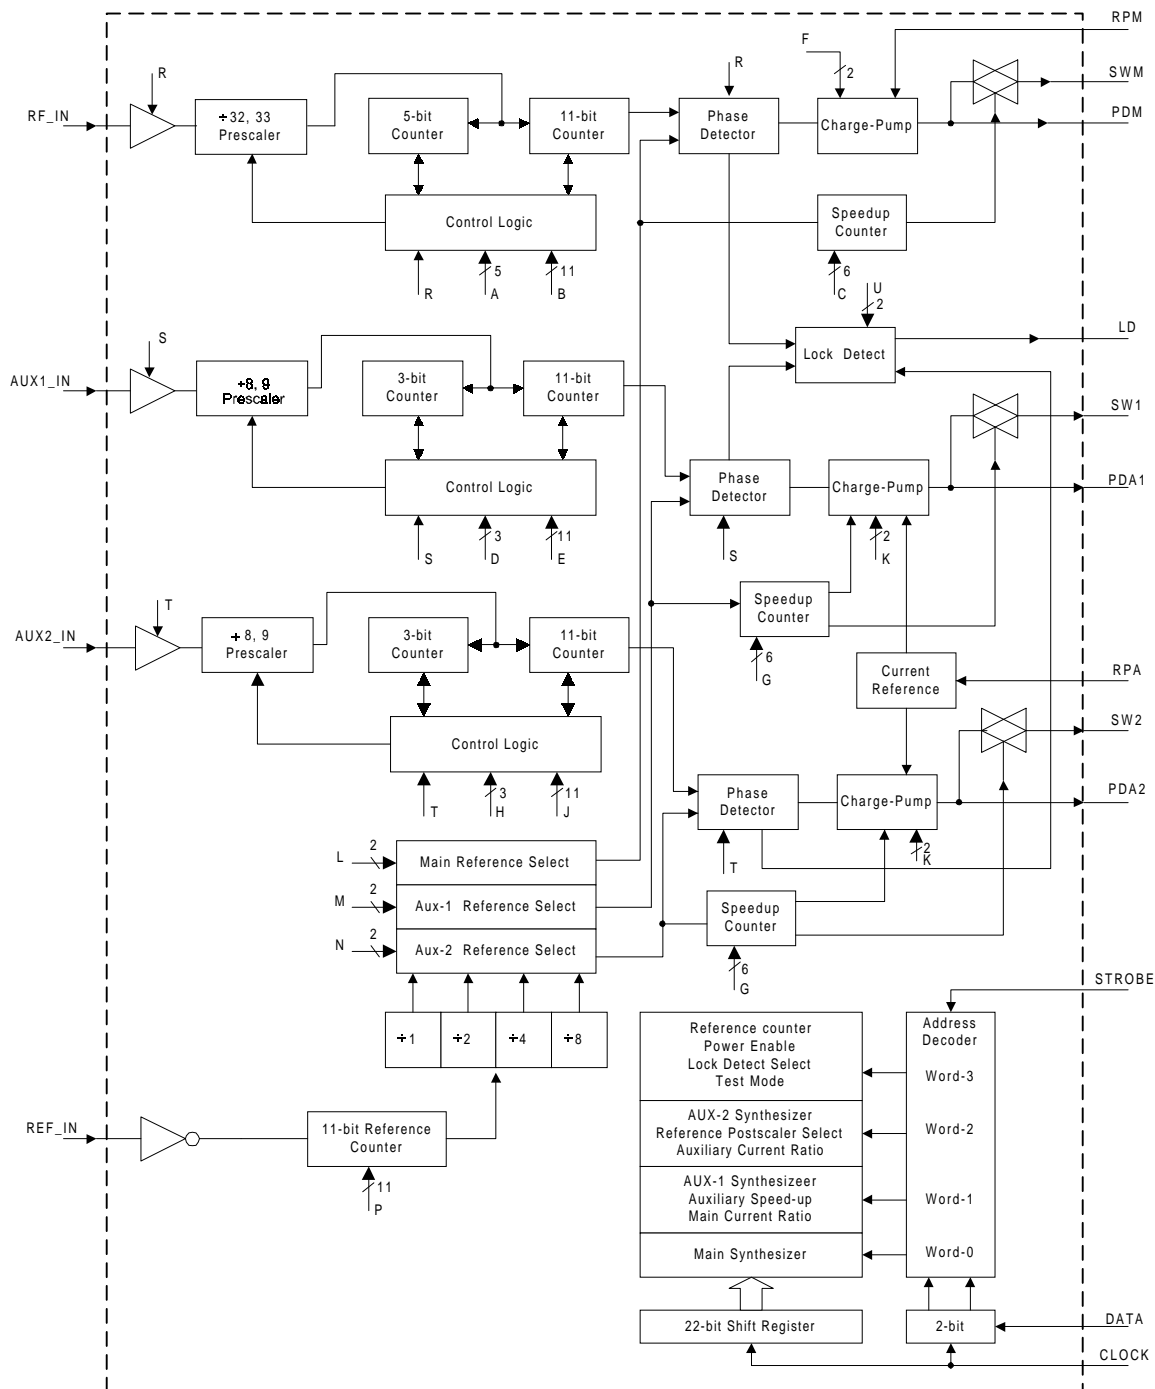 RPM
F
R
R
2
SWM
RF_IN
÷32, 33
Prescaler
5-bit
Counter
11-bit
Counter
Phase
Detector
Charge-Pump
PDM
Control Logic
Speedup
Counter
5
11
R
A
B
6
C
U
2
LD
S
Lock Detect
AUX1_IN
÷8, 9
Prescaler
3-bit
Counter
11-bit
Counter
SW1
Control Logic
Phase
Detector
Charge-Pump
PDA1
3
11
2
S
D
E
S
K
T
Speedup
Counter
AUX2_IN
÷8, 9
Prescaler
3-bit
Counter
11-bit
Counter
6
G
Current
Reference
RPA
SW2
Control Logic
3
11
T
H
J
Phase
Detector
Charge-Pump
PDA2
2
L
Main Reference Select
T
2
K
2
M
Aux-1 Reference Select
Speedup
Counter
2
N
Aux-2 Reference Select
6
G
STROBE
÷1
÷2
÷4
÷8
Reference counter
Power Enable
Lock Detect Select
Test Mode
Address
Decoder
Word-3
REF_IN
11-bit Reference
Counter
AUX-2 Synthesizer
Reference Postscaler Select
Auxiliary Current Ratio
Word-2
11
P
AUX-1 Synthesizeer
Auxiliary Speed-up
Main Current Ratio
Word-1
Main Synthesizer
Word-0
22-bit Shift Register
2-bit
DATA
CLOCK